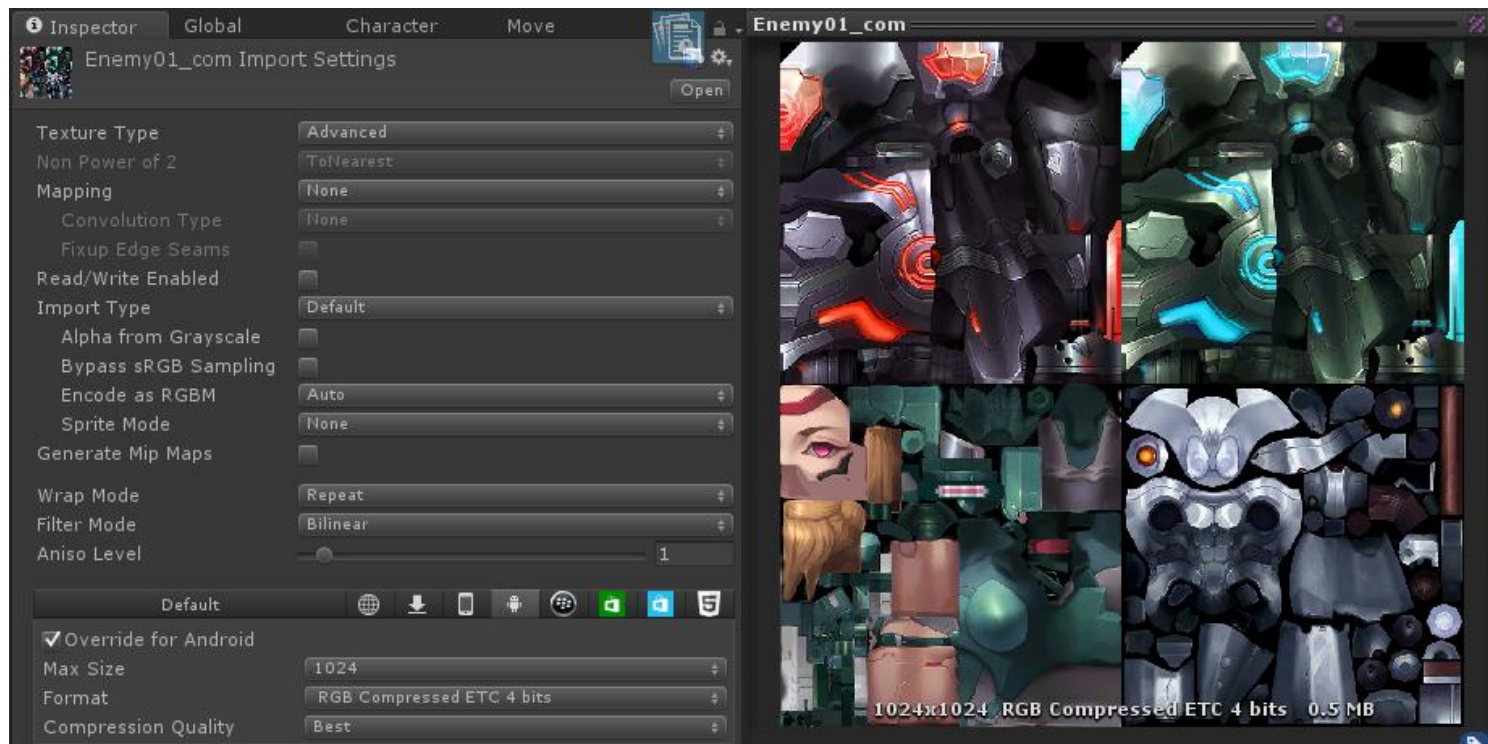 Inspector Global Character Move
Enemy01_com Import Settings
Open
Texture Type Advanced
Non Power of 2 ToNearest
Mapping None
Convolution Type None
Fixup Edge Seams
Read/Write Enabled
Import Type Default
Alpha from Grayscale
Bypass sRGB Sampling
Encode as RGBM Auto
Sprite Mode None
Generate Mip Maps
Wrap Mode Repeat
Filter Mode Bilinear
Aniso Level 1
Default
Override for Android
Max Size 1024
Format RGB Compressed ETC 4 bits
Compression Quality Best
Enemy01_com
1024x1024 RGB Compressed ETC 4 bits 0.5 MB